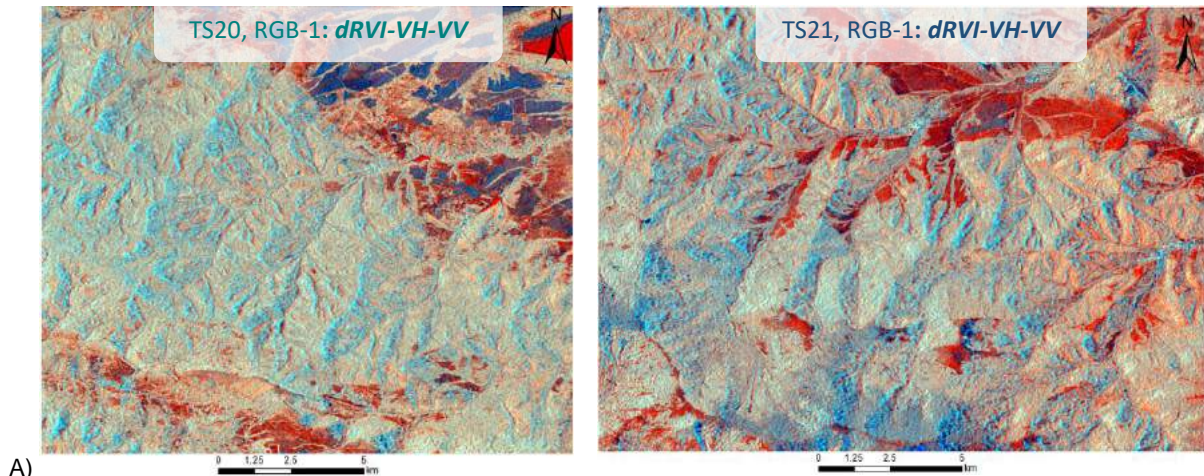 TS20, RGB-1: dRVI-VH-VV
TS21, RGB-1: dRVI-VH-VV
N
N
A)
0 1,25 2,5 5
km
0 1.25 2.5 5
km